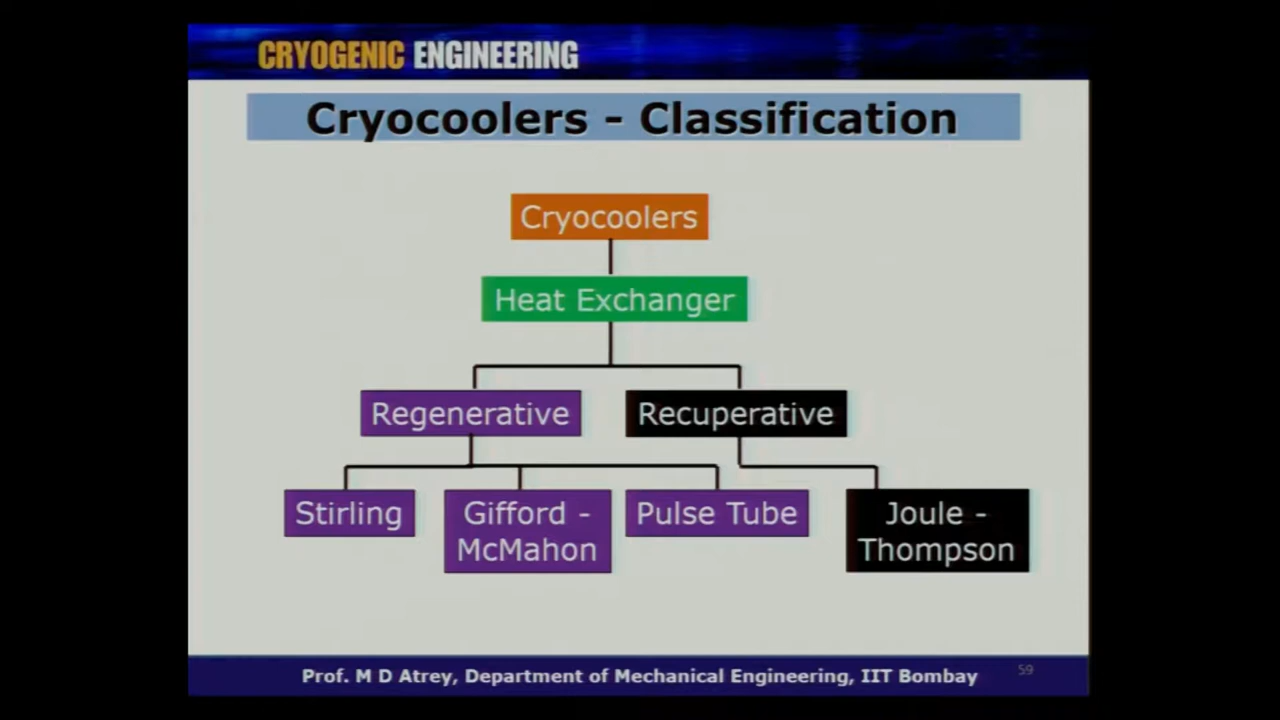 CRYOGENIC ENGINEERING
Cryocoolers - Classification
Cryocoolers
Heat Exchanger
Regenerative
Recuperative
Stirling
Gifford -
McMahon
Pulse Tube
Joule -
Thompson
Prof. M D Atrey, Department of Mechanical Engineering, IIT Bombay
59